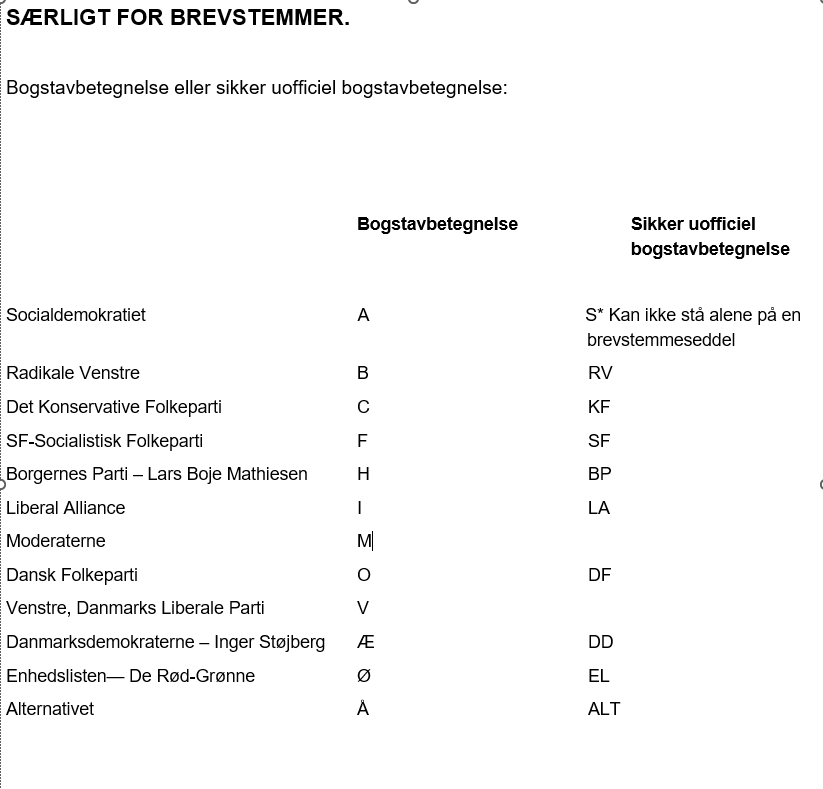 SÆRLIGT FOR BREVSTEMMER.
Bogstavbetegnelse eller sikker uofficiel bogstavbetegnelse:
Bogstavbetegnelse Sikker uofficiel
bogstavbetegnelse
Socialdemokratiet A S* Kan ikke stå alene på en
brevstemmeseddel
Radikale Venstre B RV
Det Konservative Folkeparti C KF
SF-Socialistisk Folkeparti F SF
Borgernes Parti – Lars Boje Mathiesen H BP
Liberal Alliance I LA
Moderaterne M
Dansk Folkeparti O DF
Venstre, Danmarks Liberale Parti V
Danmarksdemokraterne – Inger Støjberg Æ DD
Enhedslisten— De Rød-Grønne Ø EL
Alternativet Å ALT